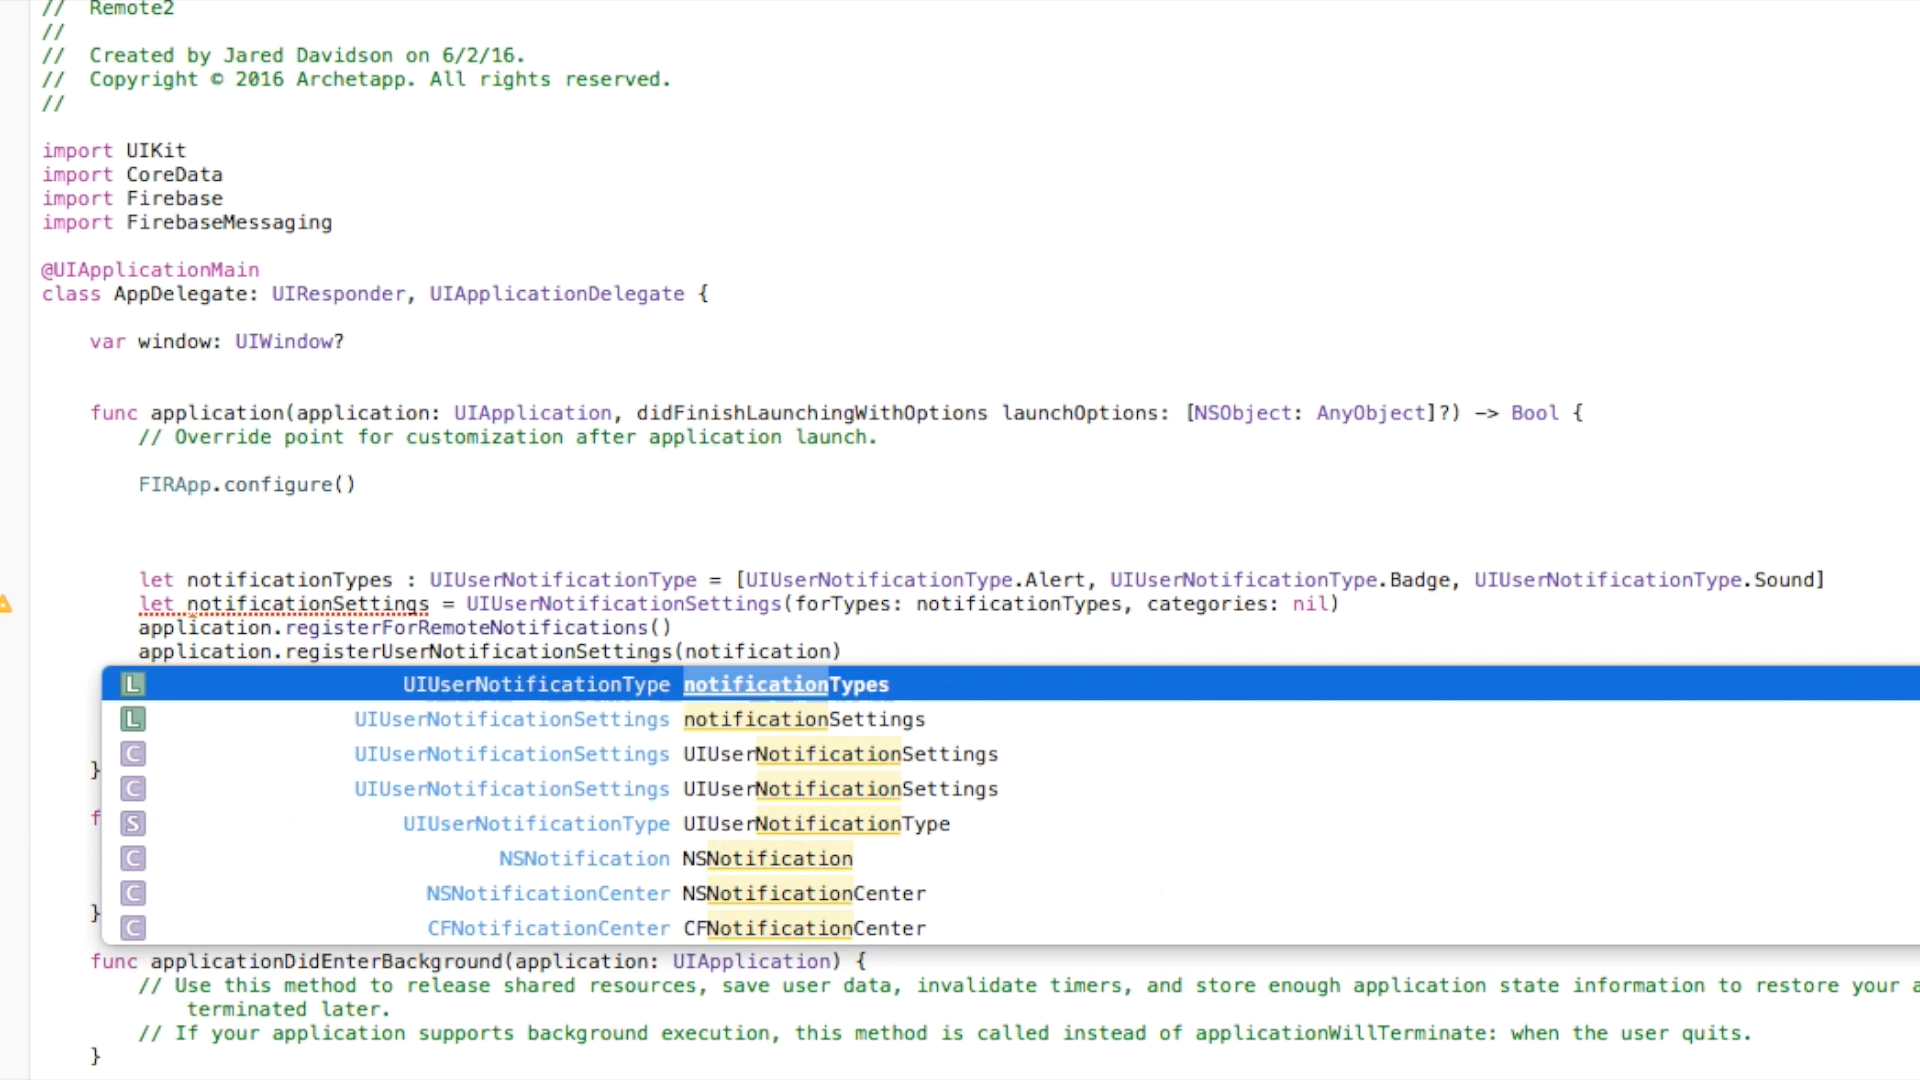 //  Remote2
//
//  Created by Jared Davidson on 6/2/16.
//  Copyright © 2016 Archetapp. All rights reserved.
//
import UIKit
import CoreData
import Firebase
import FirebaseMessaging
@UIApplicationMain
class AppDelegate: UIResponder, UIApplicationDelegate {
var window: UIWindow?
func application(application: UIApplication, didFinishLaunchingWithOptions launchOptions: [NSObject: AnyObject]?) -> Bool {
// Override point for customization after application launch.
FIRApp.configure()
let notificationTypes : UIUserNotificationType = [UIUserNotificationType.Alert, UIUserNotificationType.Badge, UIUserNotificationType.Sound]
let notificationSettings = UIUserNotificationSettings(forTypes: notificationTypes, categories: nil)
application.registerForRemoteNotifications()
application.registerUserNotificationSettings(notification)
L UIUserNotificationType notificationTypes
L UIUserNotificationSettings notificationSettings
C UIUserNotificationSettings UIUserNotificationSettings
}
C UIUserNotificationSettings UIUserNotificationSettings
f
S UIUserNotificationType UIUserNotificationType
C NSNotification NSNotification
C NSNotificationCenter NSNotificationCenter
}
C CFNotificationCenter CFNotificationCenter
func applicationDidEnterBackground(application: UIApplication) {
// Use this method to release shared resources, save user data, invalidate timers, and store enough application state information to restore your a
terminated later.
// If your application supports background execution, this method is called instead of applicationWillTerminate: when the user quits.
}